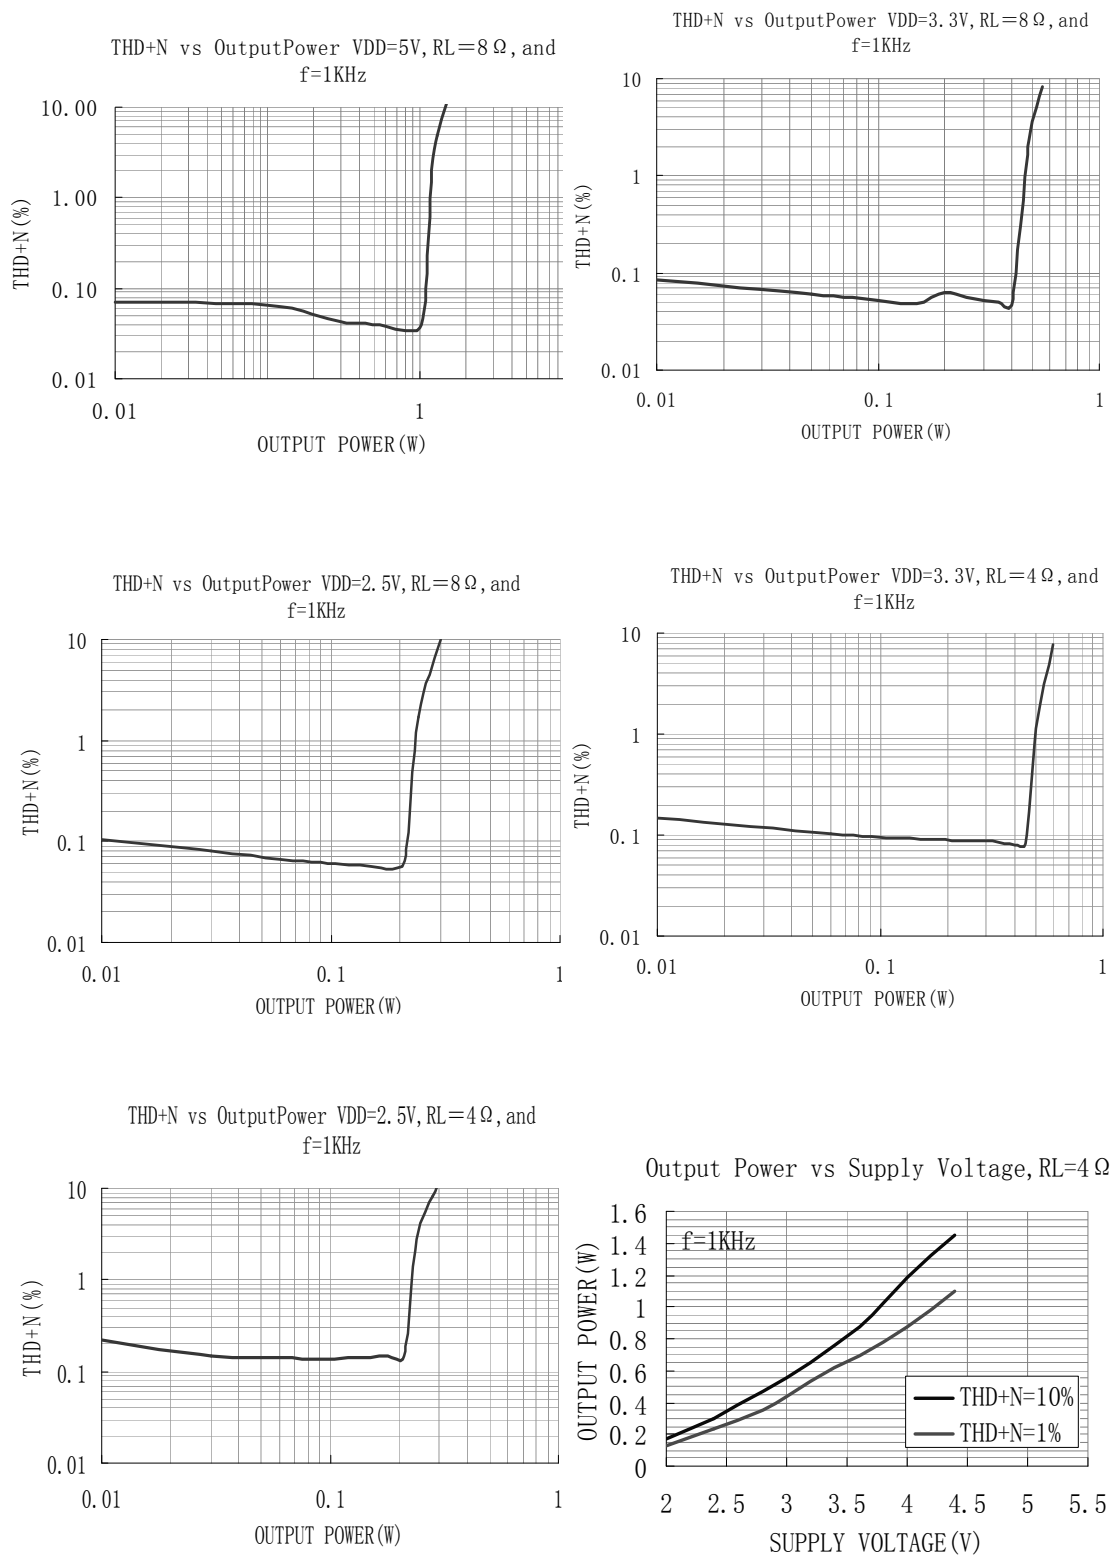 THD+N vs OutputPower VDD=5V,RL=8Ω,and
f=1KHz
10.00
1.00
0.10
0.01
THD+N(%)
0.01
1
OUTPUT POWER(W)
THD+N vs OutputPower VDD=3.3V,RL=8Ω,and
f=1KHz
10
1
0.1
0.01
THD+N(%)
0.01
0.1
1
OUTPUT POWER(W)
THD+N vs OutputPower VDD=2.5V,RL=8Ω,and
f=1KHz
10
1
0.1
0.01
THD+N(%)
0.01
0.1
1
OUTPUT POWER(W)
THD+N vs OutputPower VDD=3.3V,RL=4Ω,and
f=1KHz
10
1
0.1
0.01
THD+N(%)
0.01
0.1
1
OUTPUT POWER(W)
THD+N vs OutputPower VDD=2.5V,RL=4Ω,and
f=1KHz
10
1
0.1
0.01
THD+N(%)
0.01
0.1
1
OUTPUT POWER(W)
Output Power vs Supply Voltage,RL=4Ω
f=1KHz
1.6
1.4
1.2
1
0.8
0.6
0.4
0.2
0
OUTPUT POWER(W)
THD+N=10%
THD+N=1%
2
2.5
3
3.5
4
4.5
5
5.5
SUPPLY VOLTAGE(V)